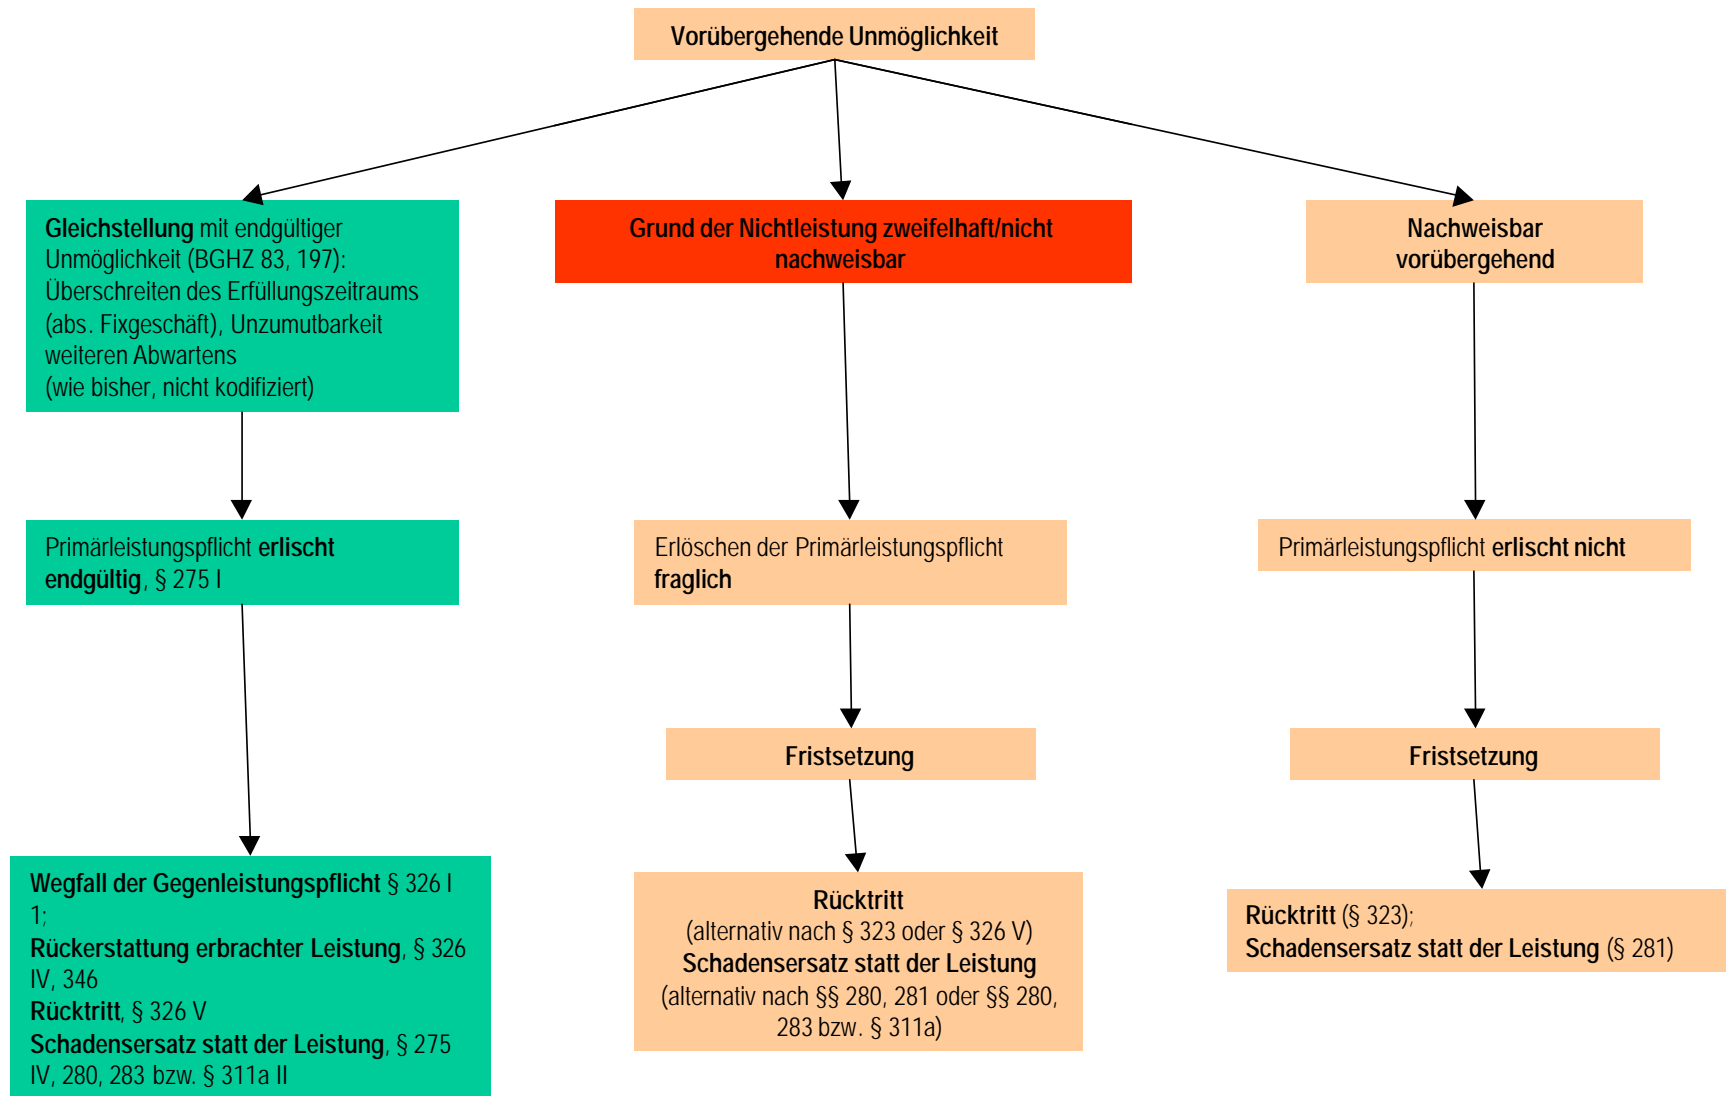 Vorübergehende Unmöglichkeit
Gleichstellung mit endgültiger
Unmöglichkeit (BGHZ 83, 197):
Überschreiten des Erfüllungszeitraums
(abs. Fixgeschäft), Unzumutbarkeit
weiteren Abwartens
(wie bisher, nicht kodifiziert)
Grund der Nichtleistung zweifelhaft/nicht
nachweisbar
Nachweisbar
vorübergehend
Primärleistungspflicht erlischt
endgültig, § 275 I
Erlöschen der Primärleistungspflicht
fraglich
Primärleistungspflicht erlischt nicht
Fristsetzung
Fristsetzung
Wegfall der Gegenleistungspflicht § 326 I
1;
Rückerstattung erbrachter Leistung, § 326
IV, 346
Rücktritt, § 326 V
Schadensersatz statt der Leistung, § 275
IV, 280, 283 bzw. § 311a II
Rücktritt
(alternativ nach § 323 oder § 326 V)
Schadensersatz statt der Leistung
(alternativ nach §§ 280, 281 oder §§ 280,
283 bzw. § 311a)
Rücktritt (§ 323);
Schadensersatz statt der Leistung (§ 281)